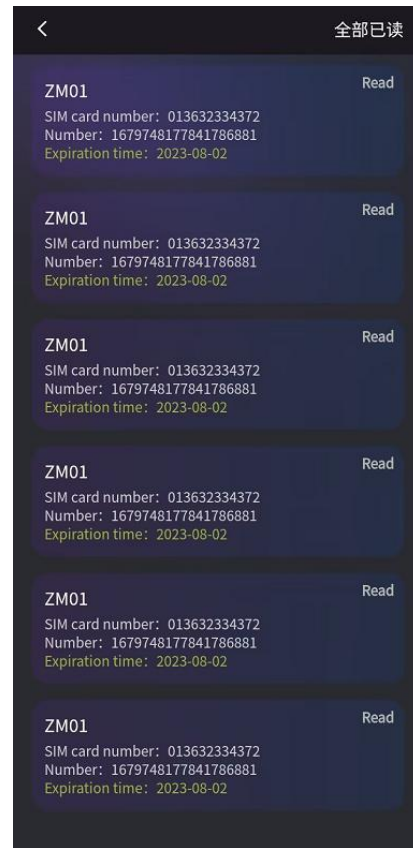 全部已读
ZM01
Read
SIM card number：013632334372
Number：1679748177841786881
Expiration time：2023-08-02
ZM01
Read
SIM card number：013632334372
Number：1679748177841786881
Expiration time：2023-08-02
ZM01
Read
SIM card number：013632334372
Number：1679748177841786881
Expiration time：2023-08-02
ZM01
Read
SIM card number：013632334372
Number：1679748177841786881
Expiration time：2023-08-02
ZM01
Read
SIM card number：013632334372
Number：1679748177841786881
Expiration time：2023-08-02
ZM01
Read
SIM card number：013632334372
Number：1679748177841786881
Expiration time：2023-08-02